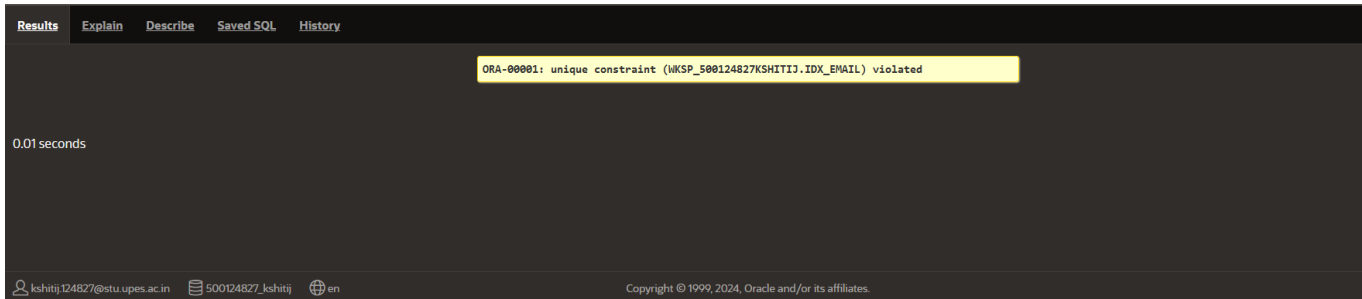 Results Explain Describe Saved SQL History
ORA-00001: unique constraint (WKSP_500124827KSHITIJ.IDX_EMAIL) violated
0.01 seconds
kshitij.124827@stu.upes.ac.in 500124827_kshitij en Copyright © 1999, 2024, Oracle and/or its affiliates.